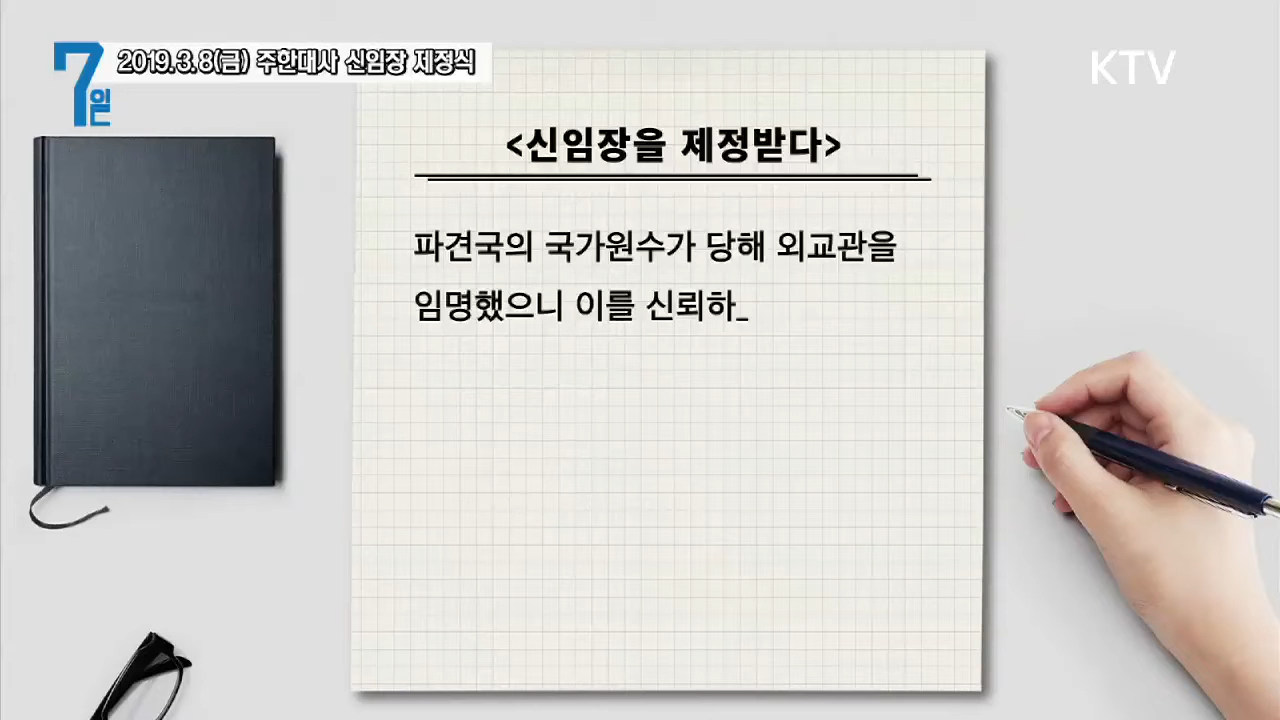 7일
2019.3.8(금) 주한대사 신임장 제정식
KTV
<신임장을 제정받다>
파견국의 국가원수가 당해 외교관을
임명했으니 이를 신뢰하_